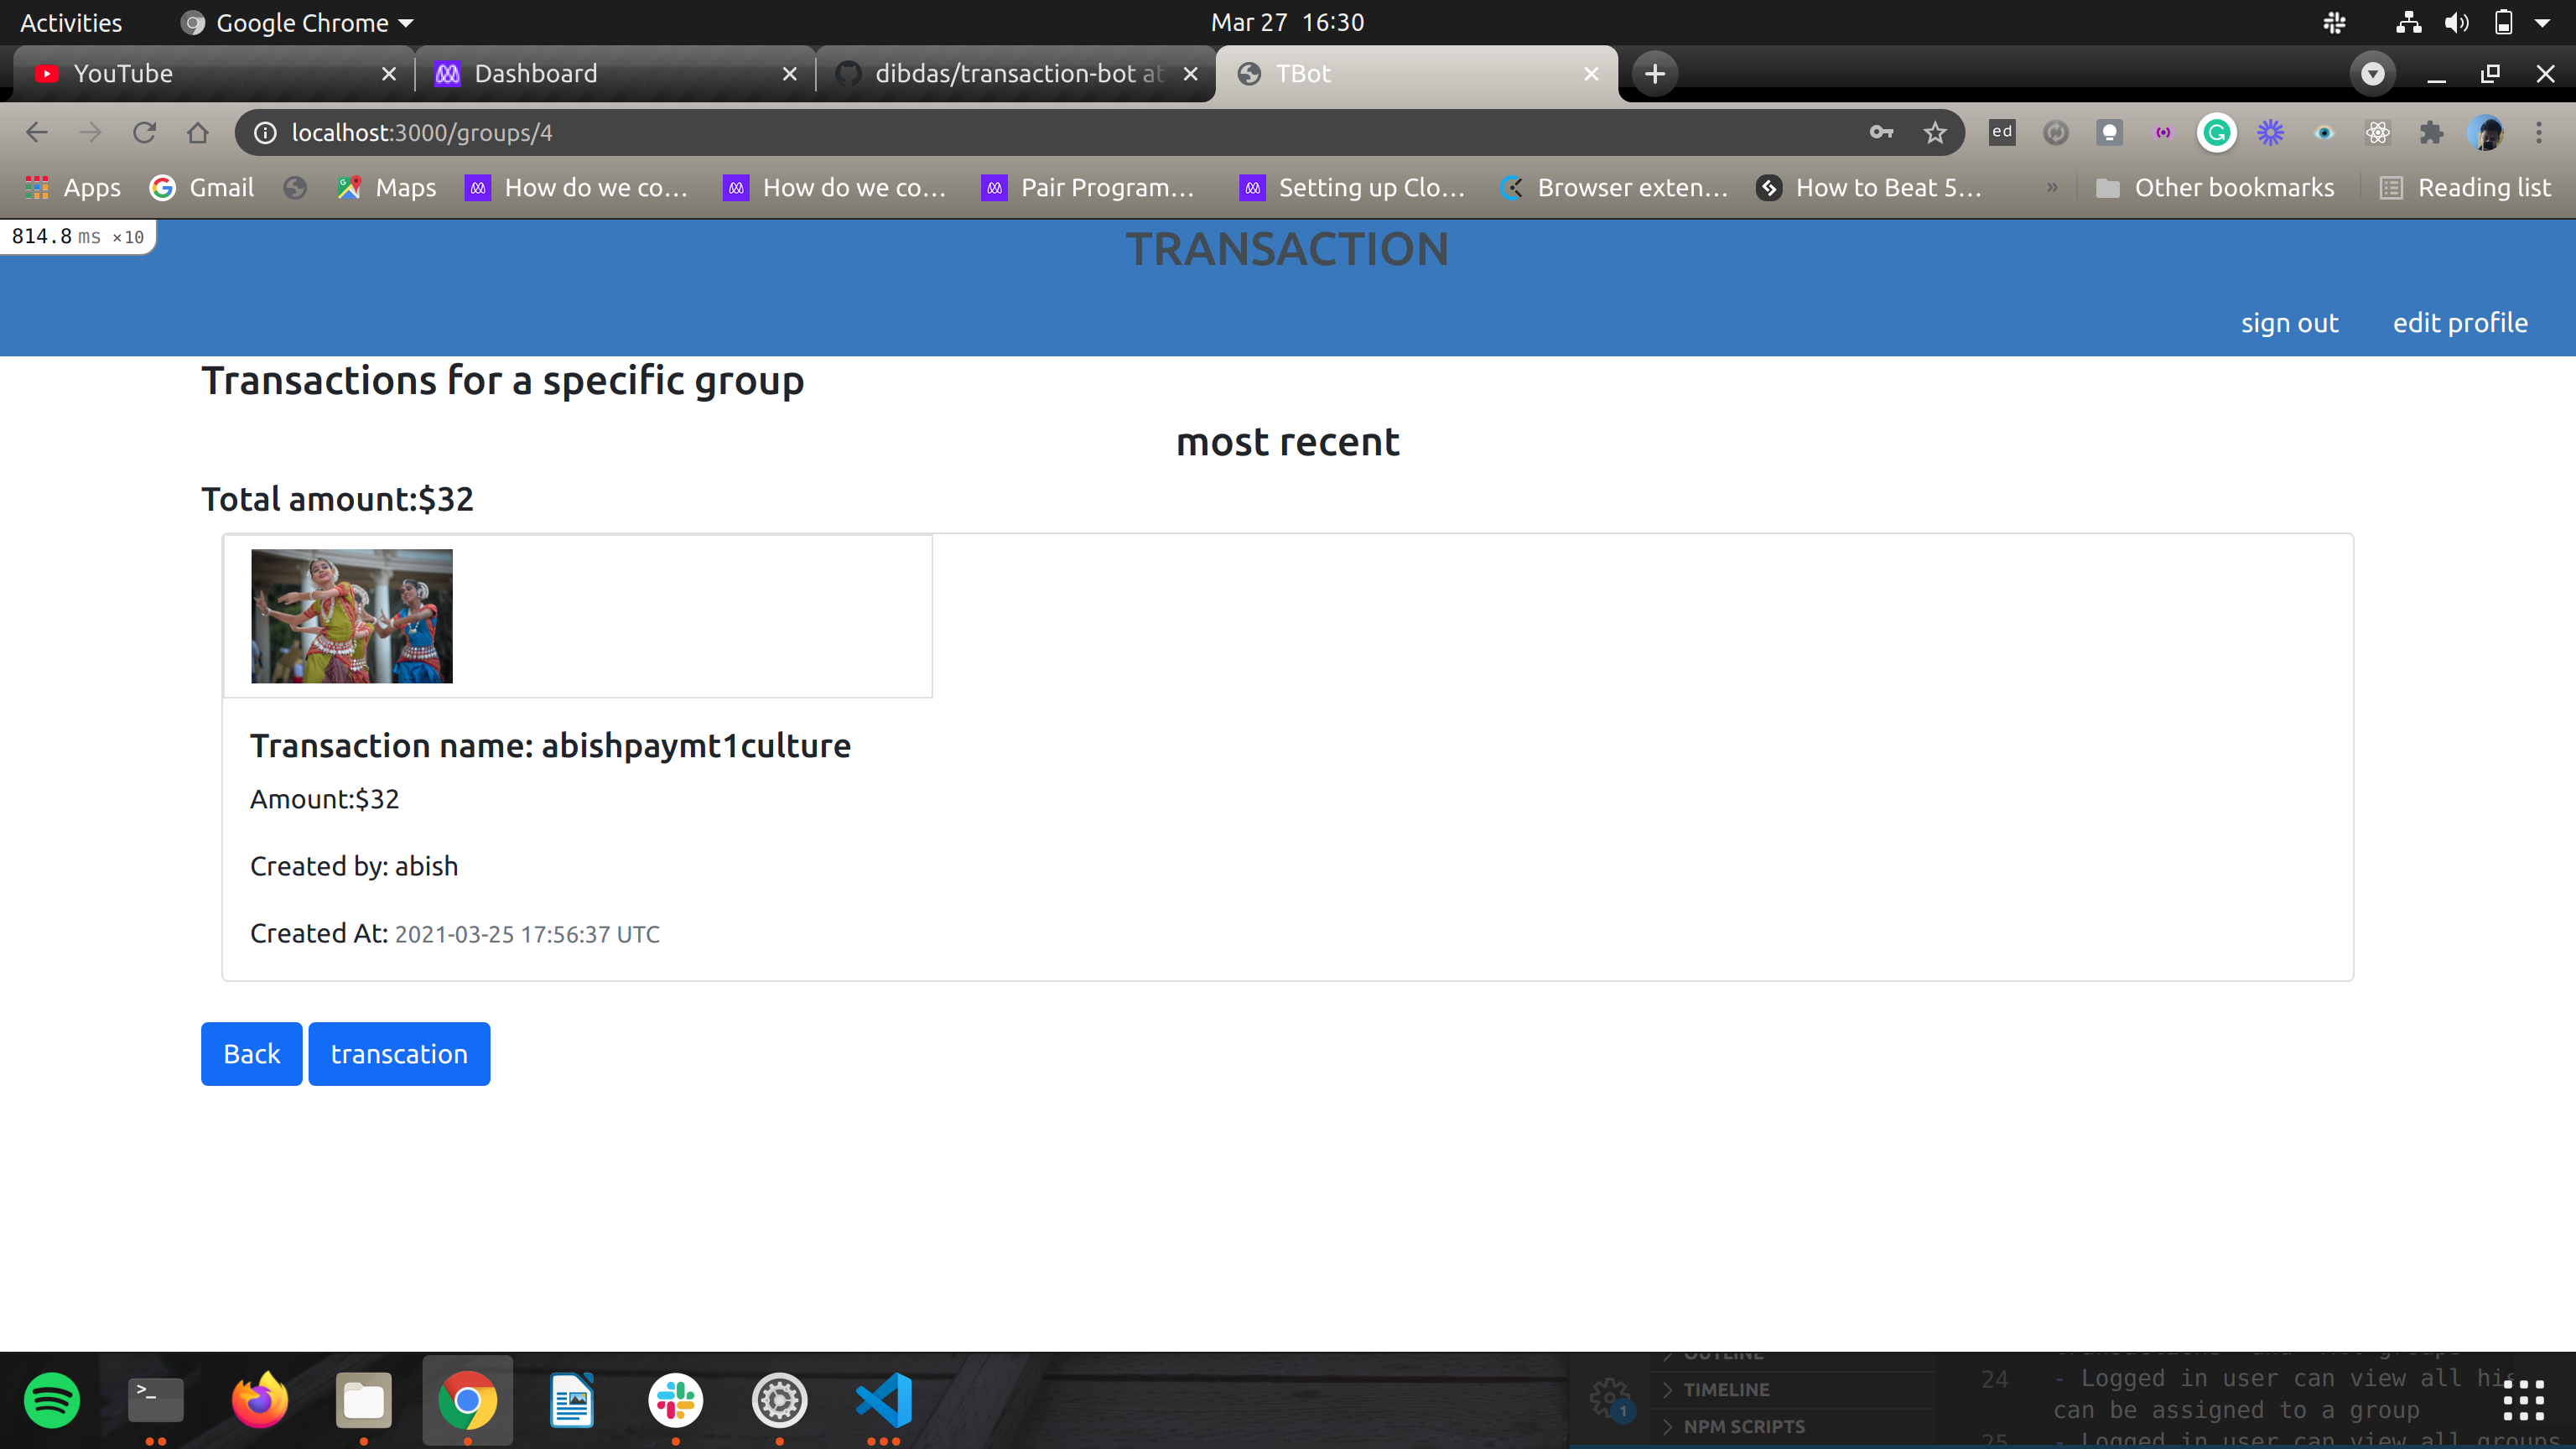 Activities
Google Chrome
Mar 27 16:30
YouTube
Dashboard
dibdas/transaction-bot at
TBot
localhost:3000/groups/4
ed
Apps
Gmail
Maps
How do we co...
How do we co...
Pair Program...
Setting up Clo...
Browser exten...
How to Beat 5...
»
Other bookmarks
Reading list
814.8 ms ×10
TRANSACTION
sign out
edit profile
Transactions for a specific group
most recent
Total amount:$32
Transaction name: abishpaymt1culture
Amount:$32
Created by: abish
Created At: 2021-03-25 17:56:37 UTC
Back
transcation
OUTLINE
TIMELINE
NPM SCRIPTS
1
24 - Logged in user can view all his
can be assigned to a group
25 - Logged in user can view all groups